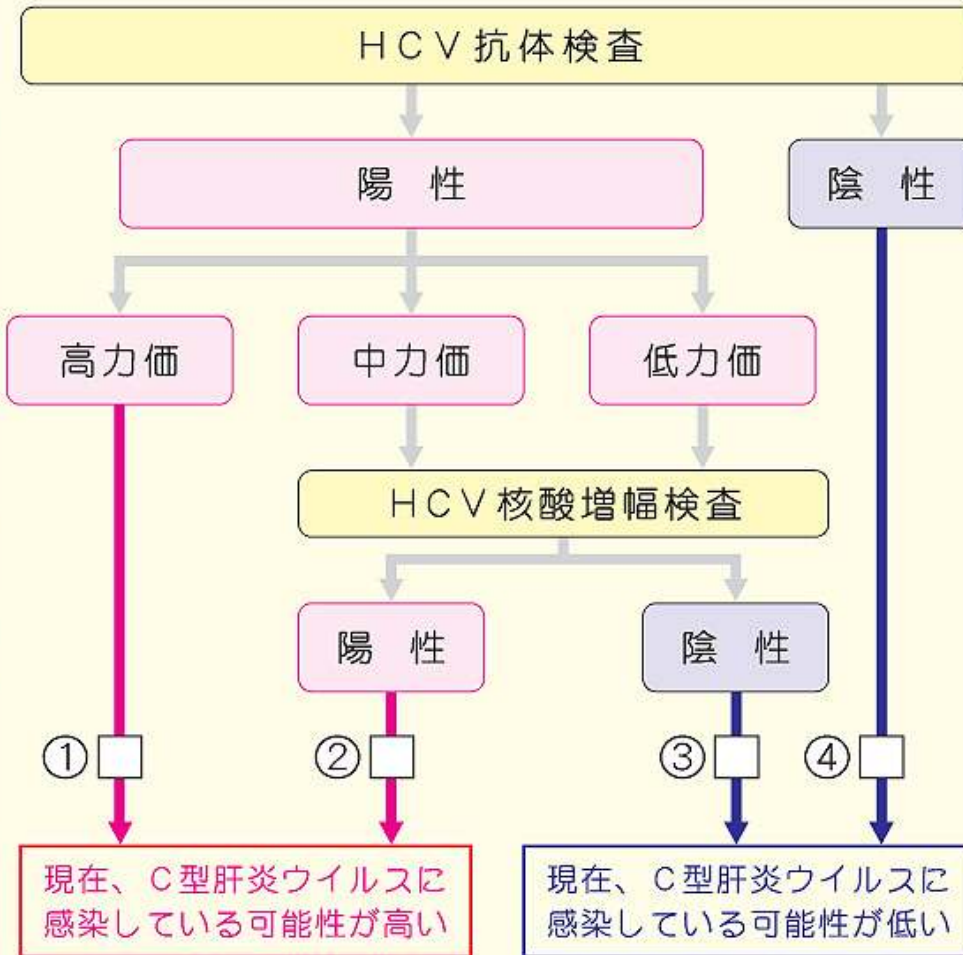 HCV抗体検査
陽 性
陰 性
高力価
中力価
低力価
HCV核酸増幅検査
陽 性
陰 性
①
②
③
④
現在、C型肝炎ウイルスに
感染している可能性が高い
現在、C型肝炎ウイルスに
感染している可能性が低い